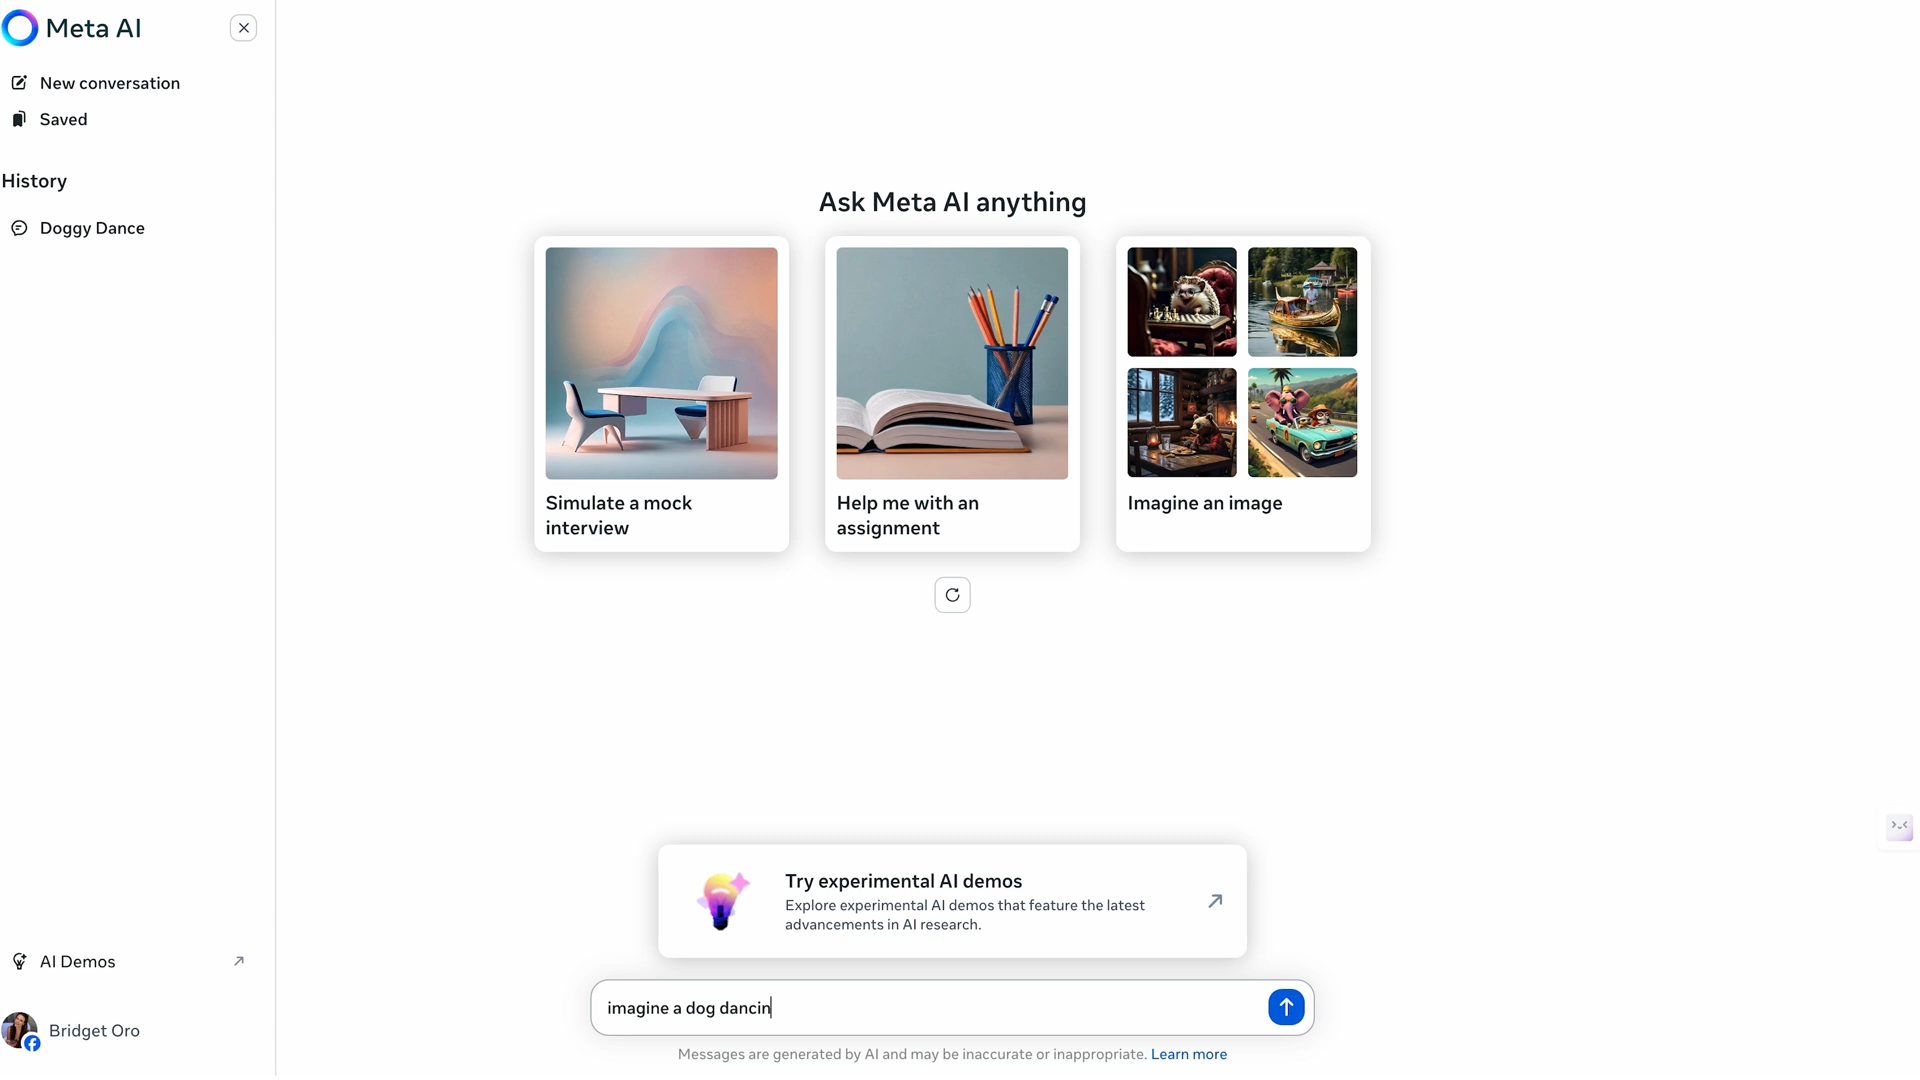 Meta AI
New conversation
Saved
History
Doggy Dance
AI Demos
Bridget Oro
Ask Meta AI anything
Simulate a mock
interview
Help me with an
assignment
Imagine an image
Try experimental AI demos
Explore experimental AI demos that feature the latest
advancements in AI research.
imagine a dog dancin
Messages are generated by AI and may be inaccurate or inappropriate. Learn more